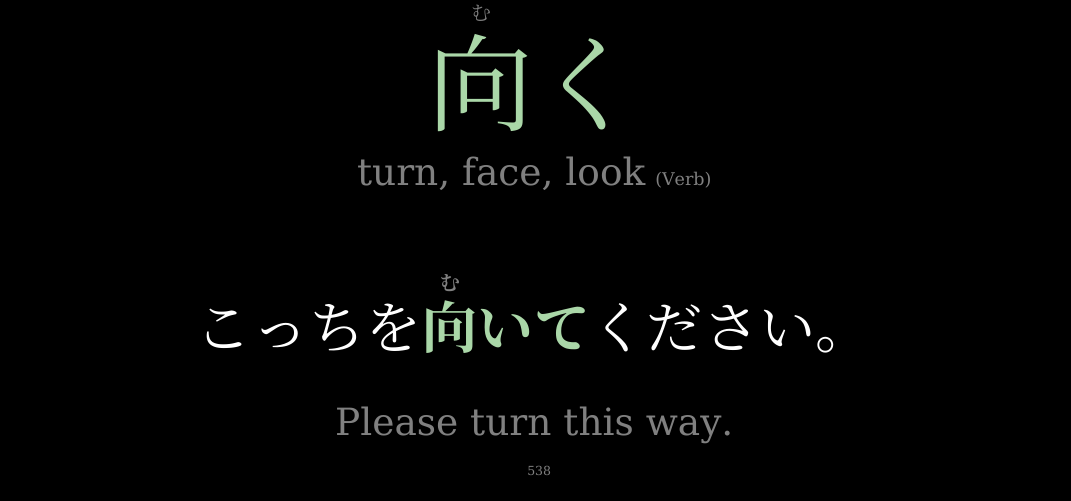 む
向く
turn, face, look (Verb)
む
こっちを向いてください。
Please turn this way.
538